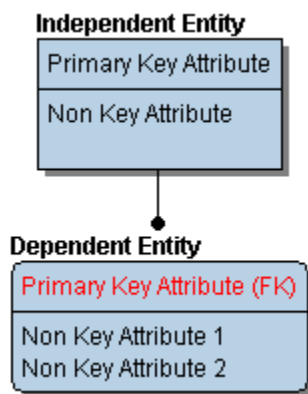 Independent Entity
Primary Key Attribute
Non Key Attribute
Dependent Entity
Primary Key Attribute (FK)
Non Key Attribute 1
Non Key Attribute 2